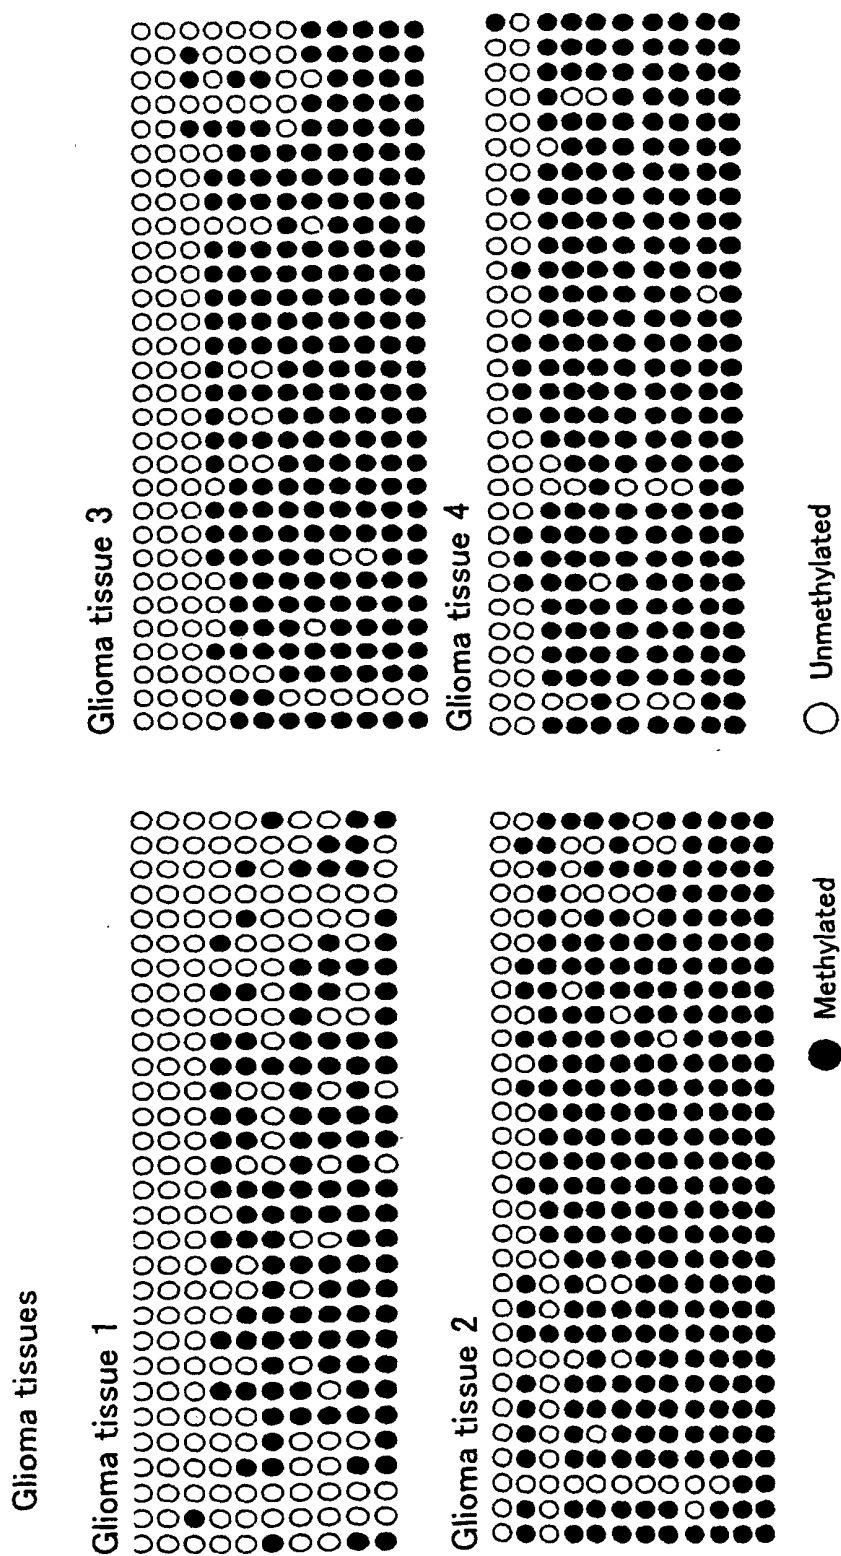 Glioma tissues
Glioma tissue 1
Glioma tissue 3
Glioma tissue 2
Glioma tissue 4
Methylated
Unmethylated